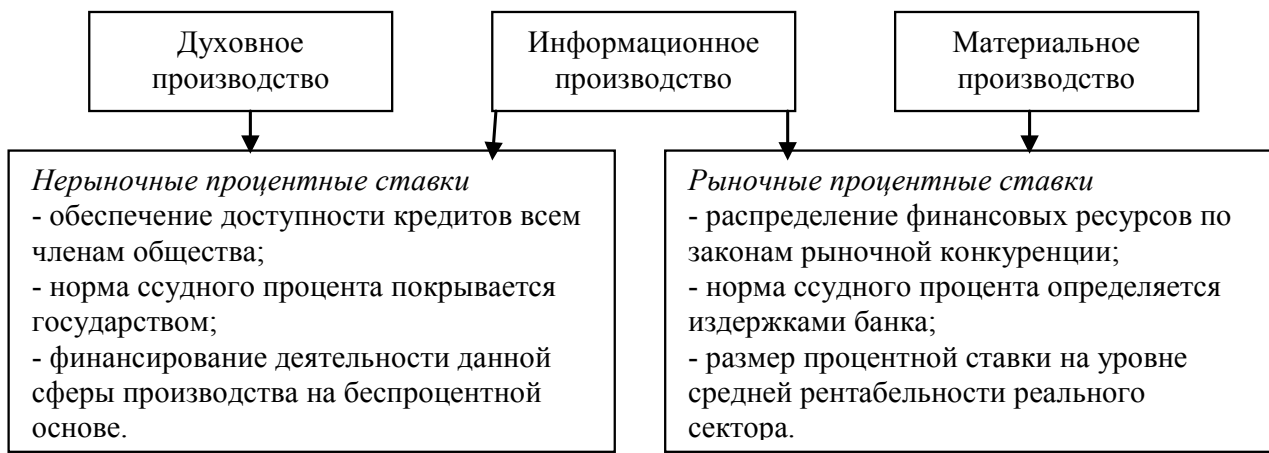 Духовное
производство
Информационное
производство
Материальное
производство
Нерыночные процентные ставки
- обеспечение доступности кредитов всем
членам общества;
- норма ссудного процента покрывается
государством;
- финансирование деятельности данной
сферы производства на беспроцентной
основе.
Рыночные процентные ставки
- распределение финансовых ресурсов по
законам рыночной конкуренции;
- норма ссудного процента определяется
издержками банка;
- размер процентной ставки на уровне
средней рентабельности реального
сектора.